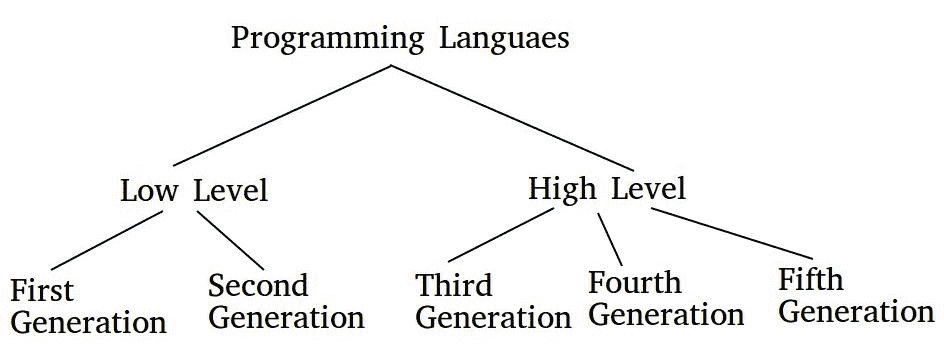 Programming Languaes
Low Level
High Level
First
Generation
Second
Generation
Third
Generation
Fourth
Generation
Fifth
Generation